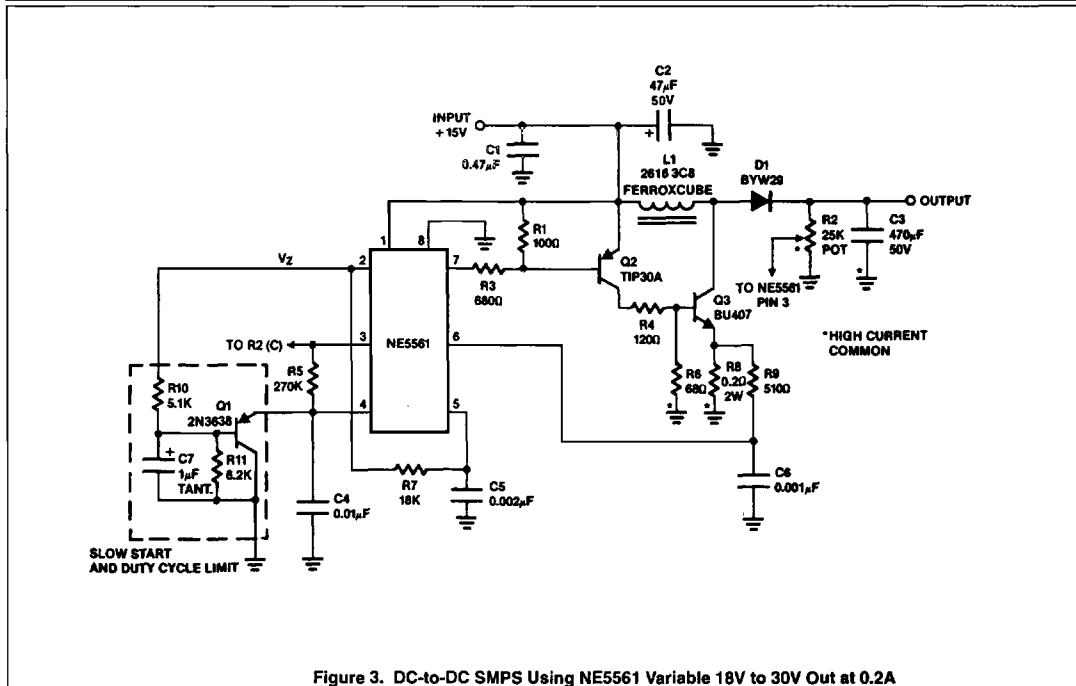 C2
47µF
50V
INPUT
+ 15V
+
C1
0.47µF
L1
2616 3C8
FERROXCUBE
D1
BYW29
OUTPUT
R2
25K
* POT
C3
470µF
50V
*
TO NE5561
PIN 3
R1
100Ω
1
8
VZ
2
7
R3
680Ω
Q2
TIP30A
Q3
BU407
R4
120Ω
*HIGH CURRENT
COMMON
NE5561
TO R2 (C)
3
6
R5
270K
R6
68Ω
*
R8
0.2Ω
2W
*
R9
510Ω
R10
5.1K
Q1
2N3638
4
5
+
C7
1µF
TANT.
R11
8.2K
R7
18K
C4
0.01µF
C5
0.002µF
C6
0.001µF
SLOW START
AND DUTY CYCLE LIMIT
Figure 3. DC-to-DC SMPS Using NE5561 Variable 18V to 30V Out at 0.2A